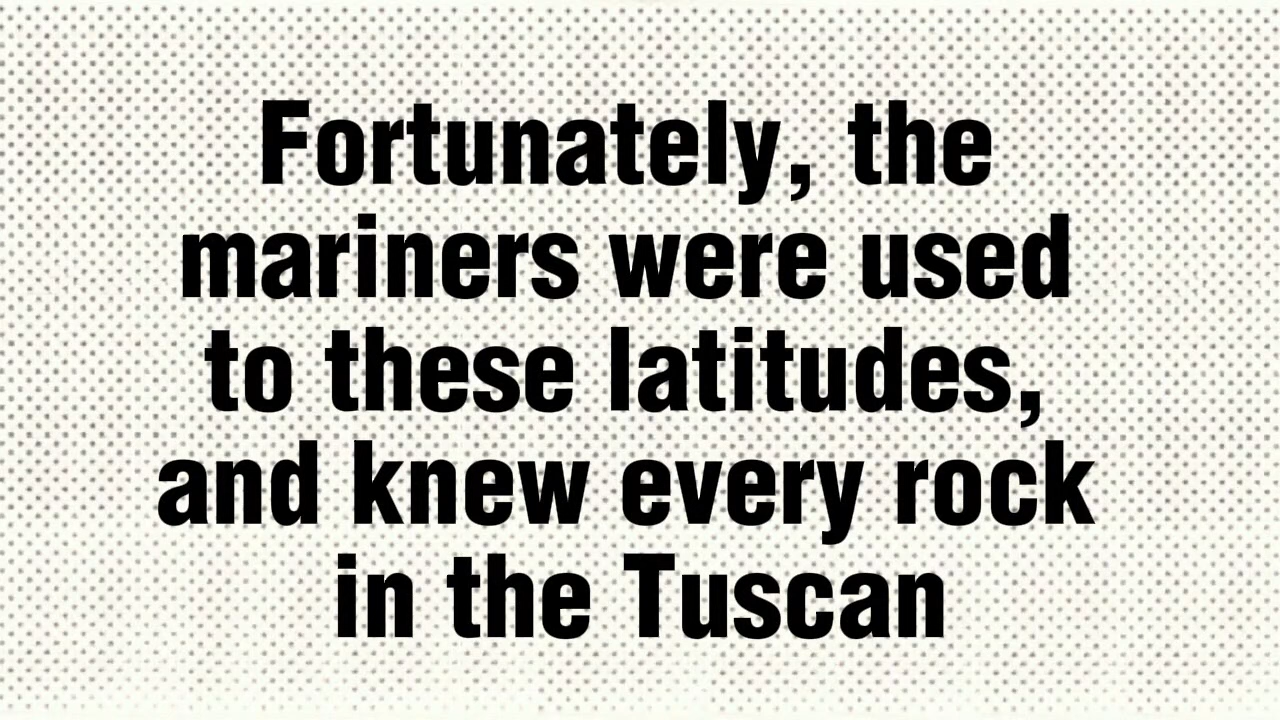 Fortunately, the
mariners were used
to these latitudes,
and knew every rock
in the Tuscan